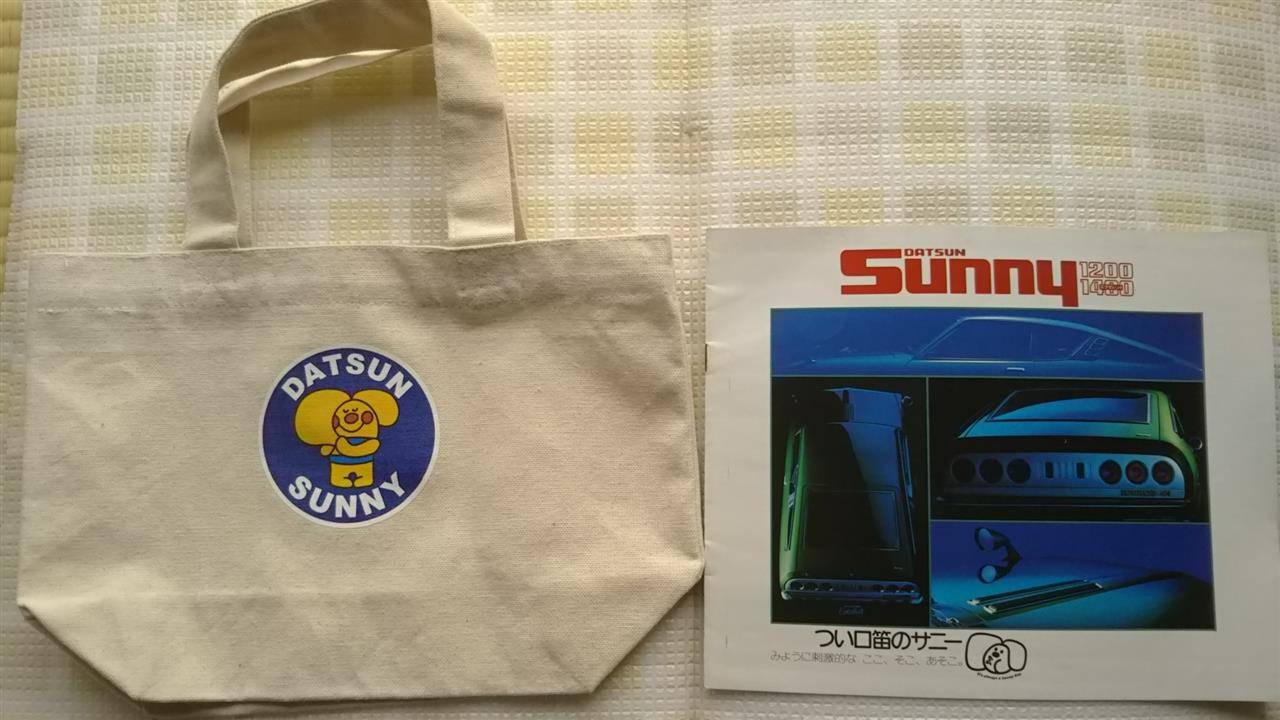 DATSUN
SUNNY
DATSUN
Sunny
1200
1400
ついロ笛のサニー
みように刺激的な ここ、そこ、あそこ。